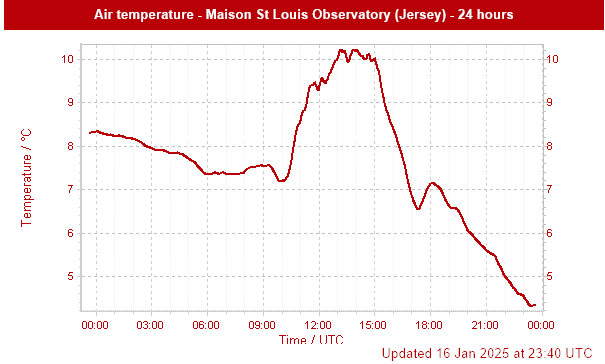 Air temperature - Maison St Louis Observatory (Jersey) - 24 hours
Temperature / °C
10 10
9 9
8 8
7 7
6 6
5 5
00:00 03:00 06:00 09:00 12:00 15:00 18:00 21:00 00:00
Time / UTC
Updated 16 Jan 2025 at 23:40 UTC